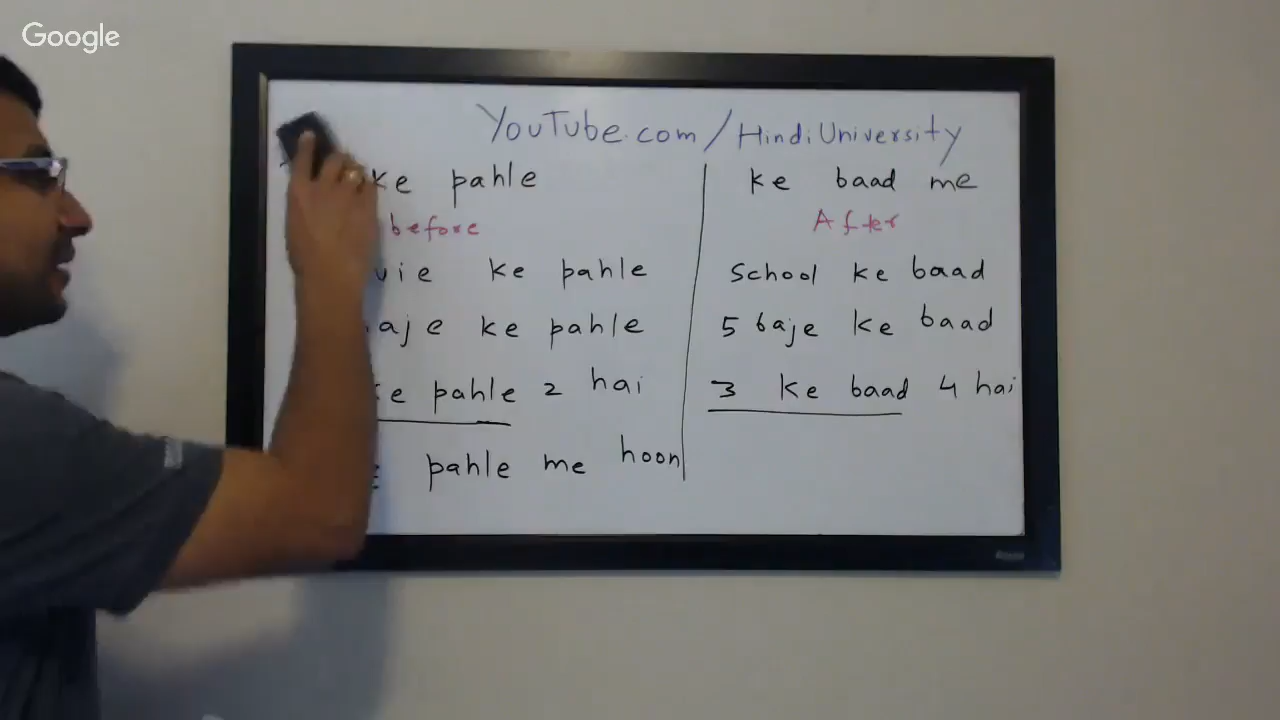 Google
YouTube.com/HindiUniversity
ke pahle
before
ke pahle
ke pahle
pahle 2 hai
pahle me hoon
ke baad me
After
School ke baad
5 baje ke baad
3 ke baad 4 hai